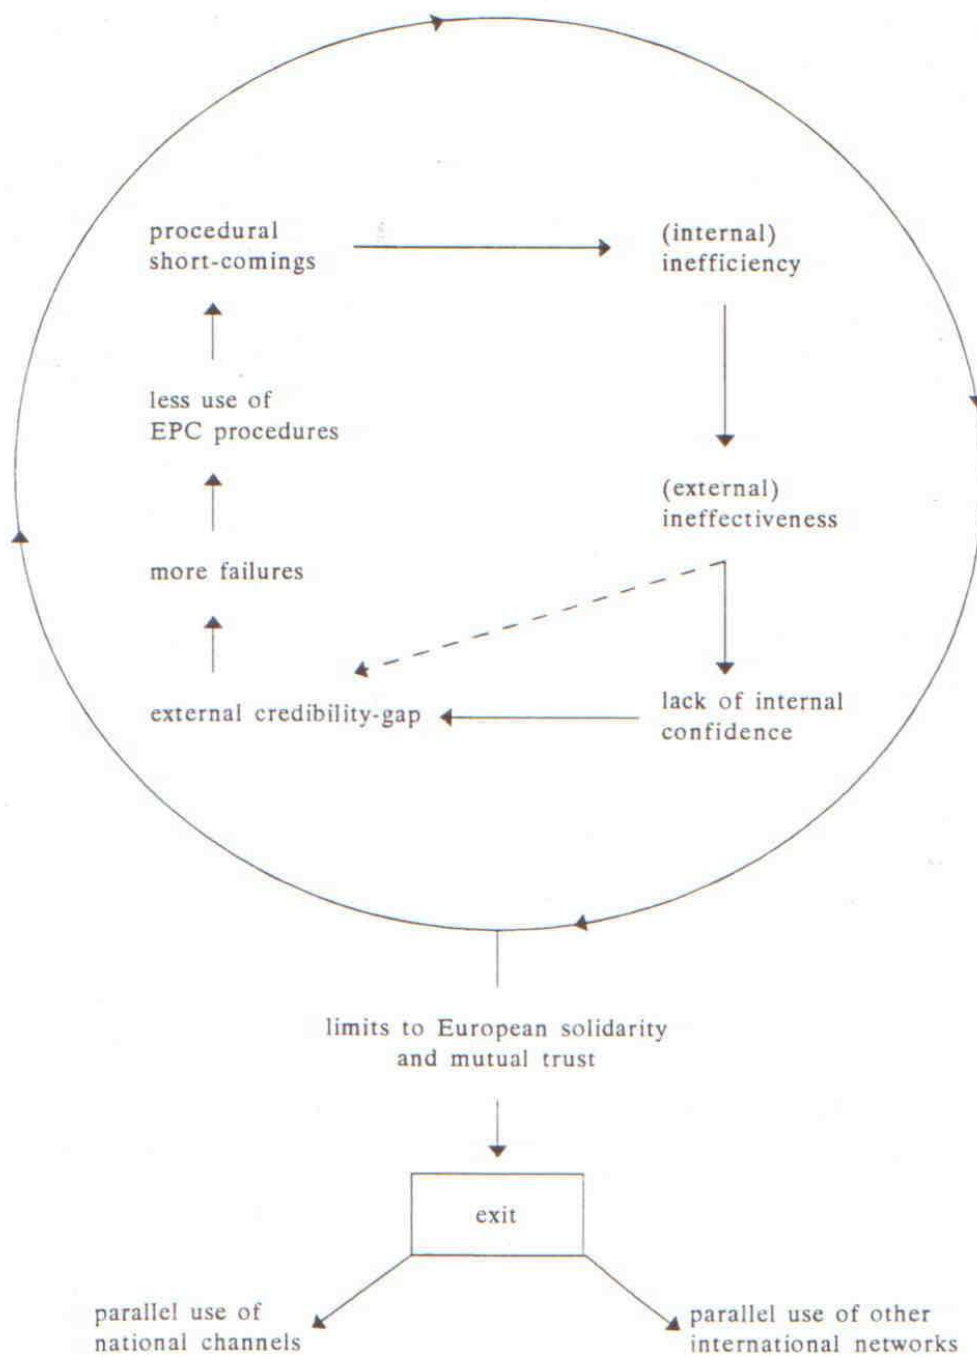 procedural
short-comings
(internal)
inefficiency
less use of
EPC procedures
(external)
ineffectiveness
more failures
external credibility-gap
lack of internal
confidence
limits to European solidarity
and mutual trust
exit
parallel use of
national channels
parallel use of other
international networks